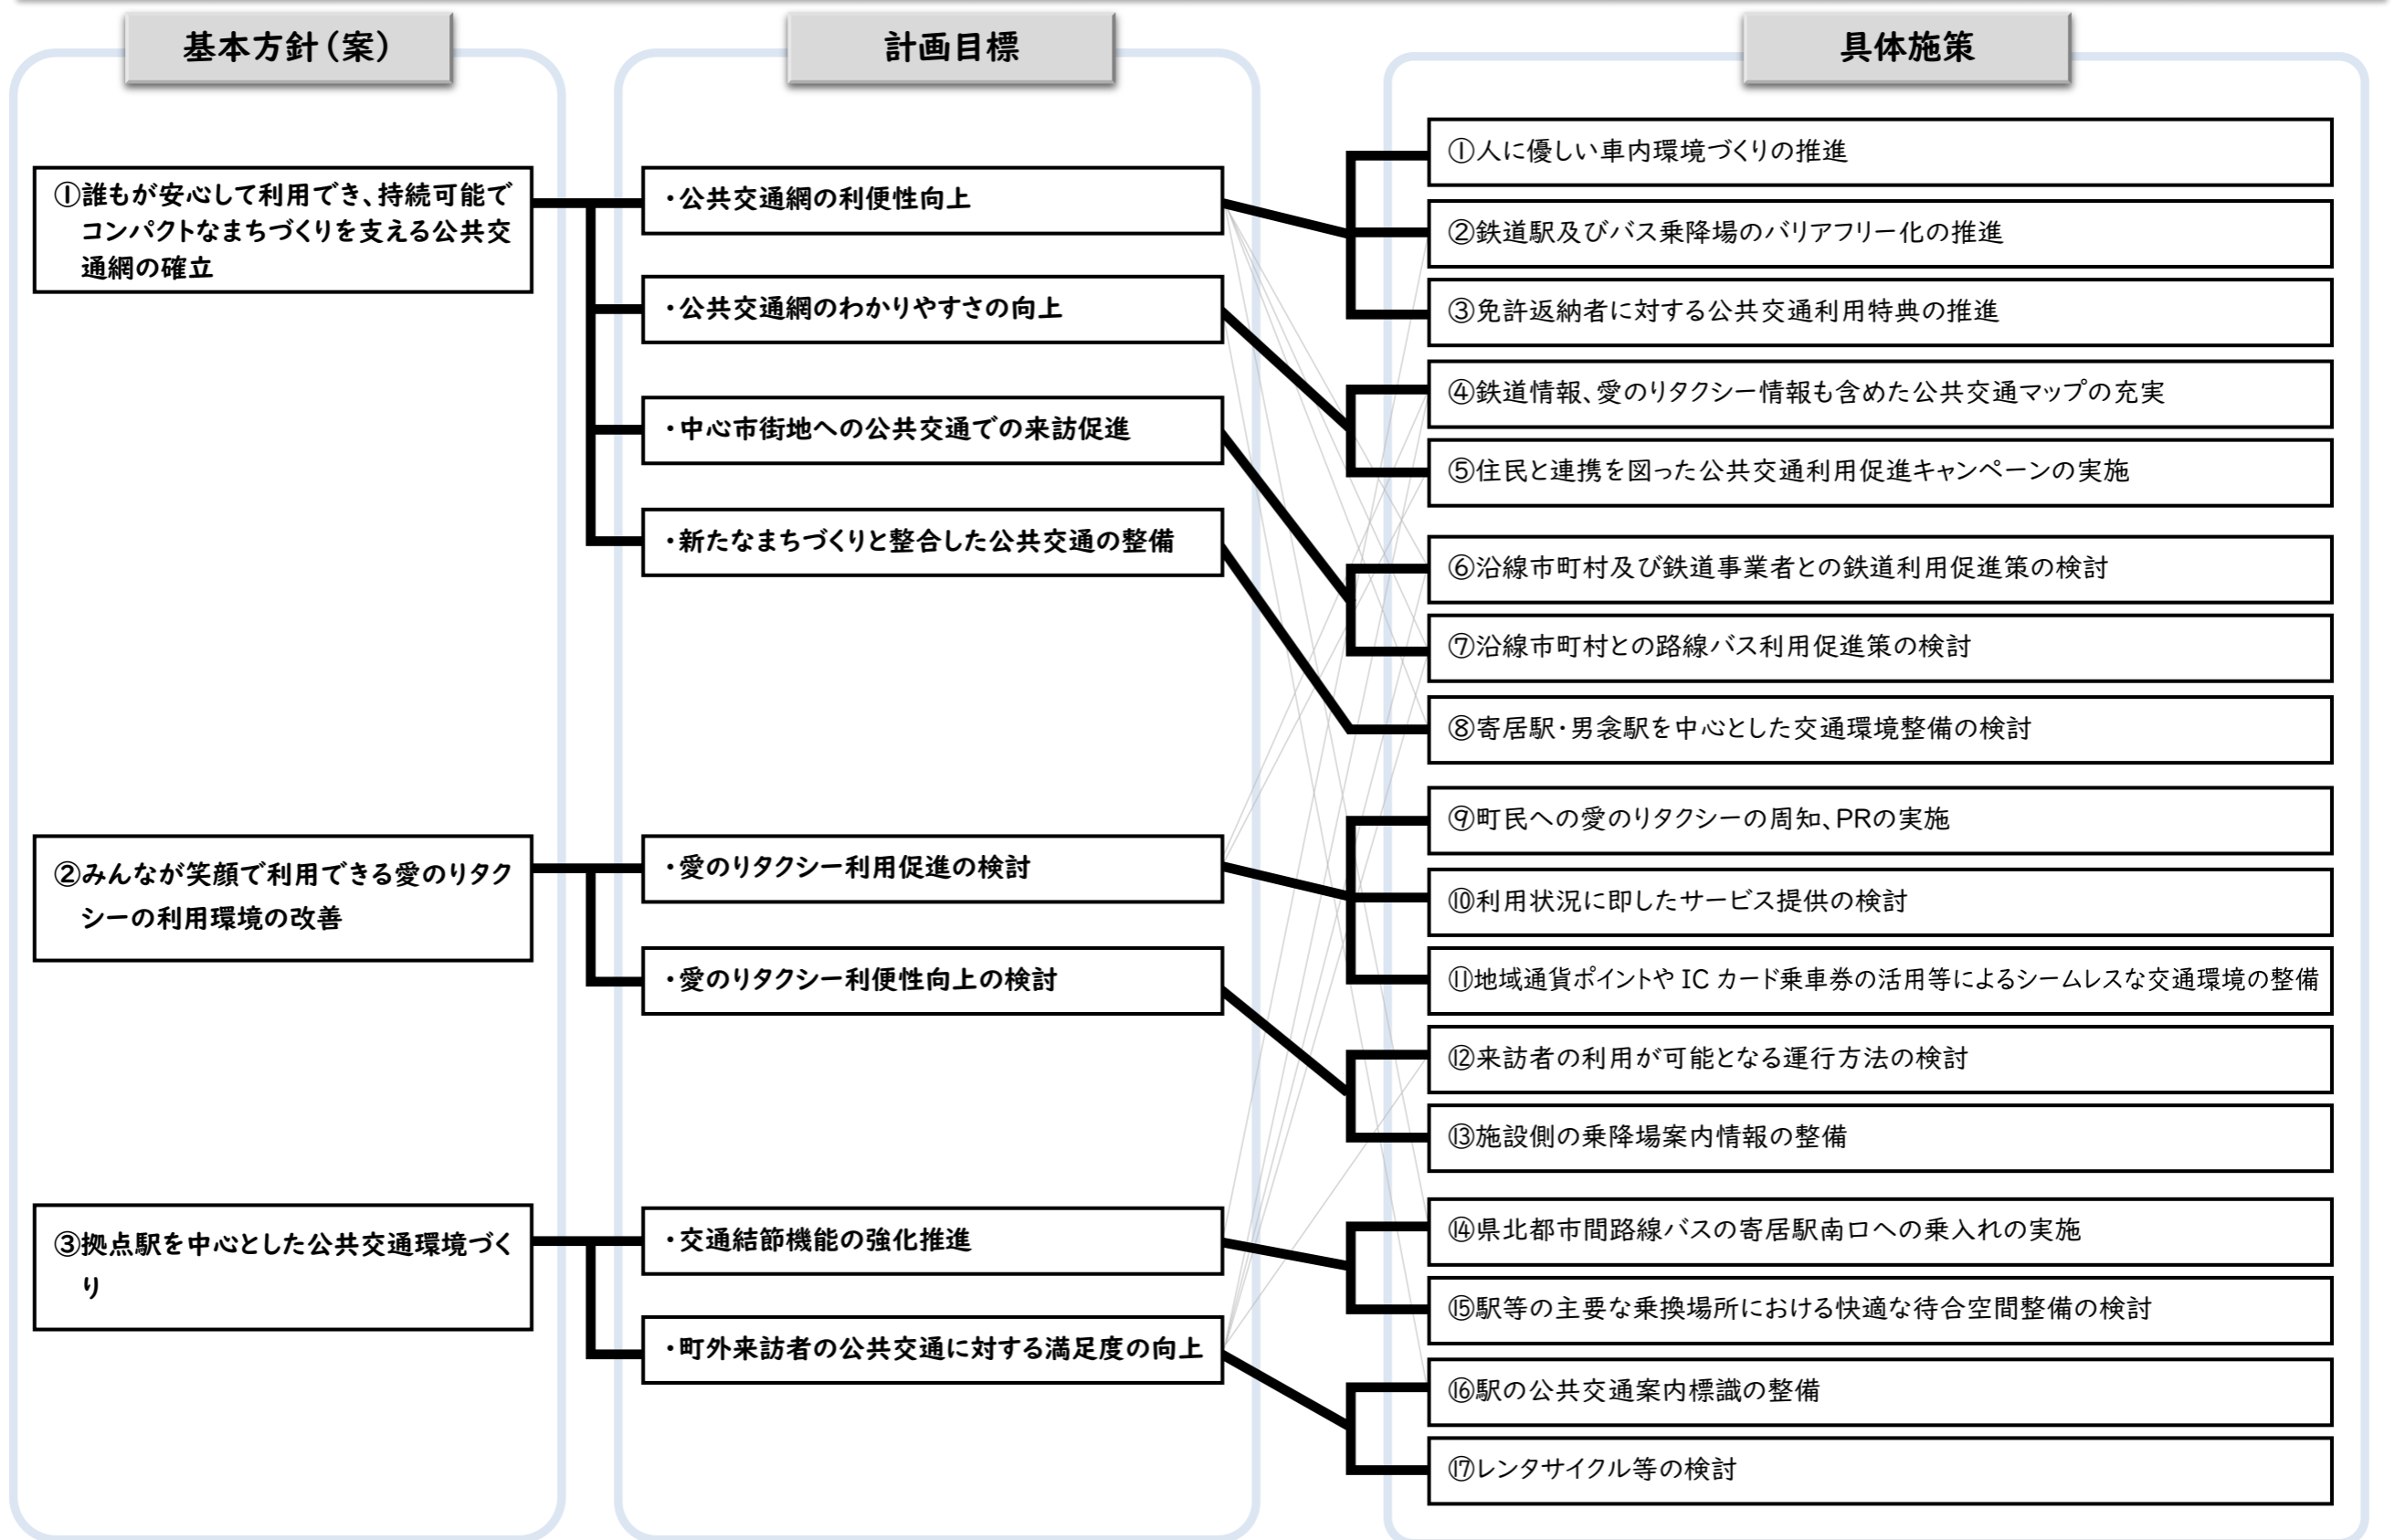 基本方針（案）
計画目標
具体施策
①誰もが安心して利用でき、持続可能で
コンパクトなまちづくりを支える公共交
通網の確立
・公共交通網の利便性向上
・公共交通網のわかりやすさの向上
・中心市街地への公共交通での来訪促進
・新たなまちづくりと整合した公共交通の整備
①人に優しい車内環境づくりの推進
②鉄道駅及びバス乗降場のバリアフリー化の推進
③免許返納者に対する公共交通利用特典の推進
④鉄道情報、愛のりタクシー情報も含めた公共交通マップの充実
⑤住民と連携を図った公共交通利用促進キャンペーンの実施
⑥沿線市町村及び鉄道事業者との鉄道利用促進策の検討
⑦沿線市町村との路線バス利用促進策の検討
⑧寄居駅・男衾駅を中心とした交通環境整備の検討
②みんなが笑顔で利用できる愛のりタク
シーの利用環境の改善
・愛のりタクシー利用促進の検討
・愛のりタクシー利便性向上の検討
⑨町民への愛のりタクシーの周知、PRの実施
⑩利用状況に即したサービス提供の検討
⑪地域通貨ポイントや IC カード乗車券の活用等によるシームレスな交通環境の整備
⑫来訪者の利用が可能となる運行方法の検討
⑬施設側の乗降場案内情報の整備
③拠点駅を中心とした公共交通環境づく
り
・交通結節機能の強化推進
・町外来訪者の公共交通に対する満足度の向上
⑭県北都市間路線バスの寄居駅南口への乗入れの実施
⑮駅等の主要な乗換場所における快適な待合空間整備の検討
⑯駅の公共交通案内標識の整備
⑰レンタサイクル等の検討